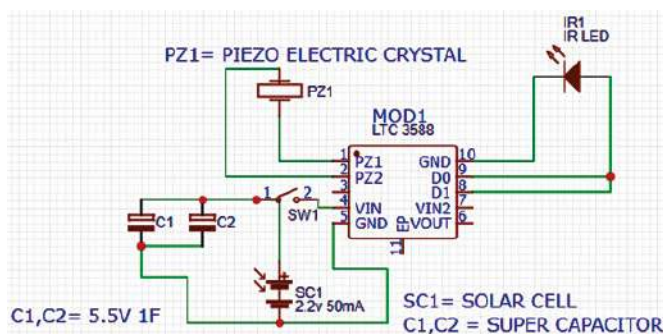 IR1
IR LED
PZ1= PIEZO ELECTRIC CRYSTAL
PZ1
MOD1
LTC 3588
1 PZ1 GND 10
2 PZ2 D0 9
3 D1 8
4 VIN VIN2 7
5 GND VOUT 6
EP
11
1 2
SW1
C1 C2
SC1
2.2v 50mA
C1,C2= 5.5V 1F
SC1= SOLAR CELL
C1,C2 = SUPER CAPACITOR